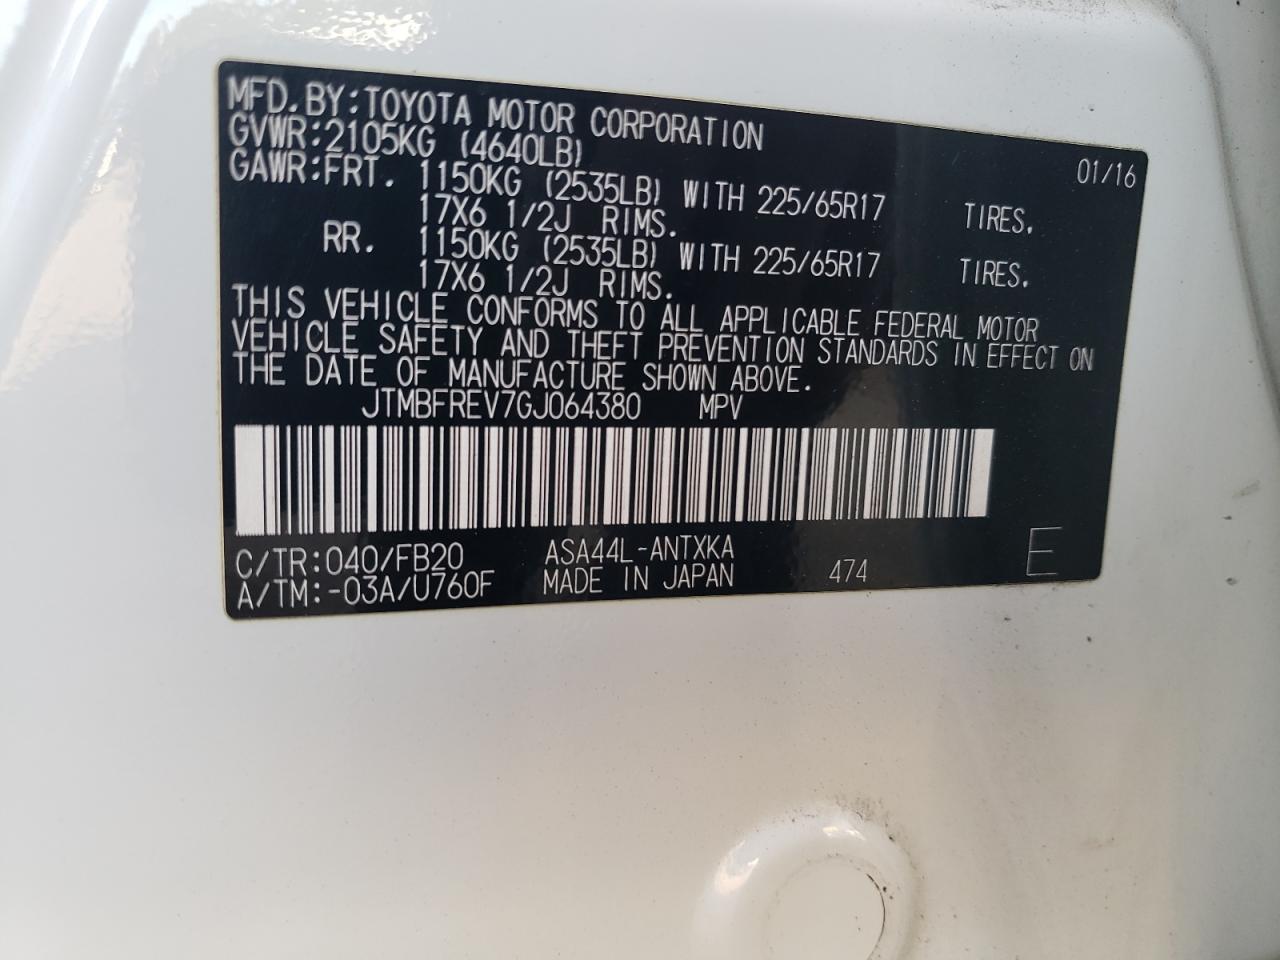 MFD.BY:TOYOTA MOTOR CORPORATION 01/16
GVWR:2105KG (4640LB)
GAWR:FRT. 1150KG (2535LB) WITH 225/65R17 TIRES.
17X6 1/2J RIMS.
RR. 1150KG (2535LB) WITH 225/65R17 TIRES.
17X6 1/2J RIMS.
THIS VEHICLE CONFORMS TO ALL APPLICABLE FEDERAL MOTOR
VEHICLE SAFETY AND THEFT PREVENTION STANDARDS IN EFFECT ON
THE DATE OF MANUFACTURE SHOWN ABOVE.
JTMBFREV7GJ064380 MPV
C/TR:040/FB20 ASA44L-ANTXKA
A/TM:-03A/U760F MADE IN JAPAN 474 E